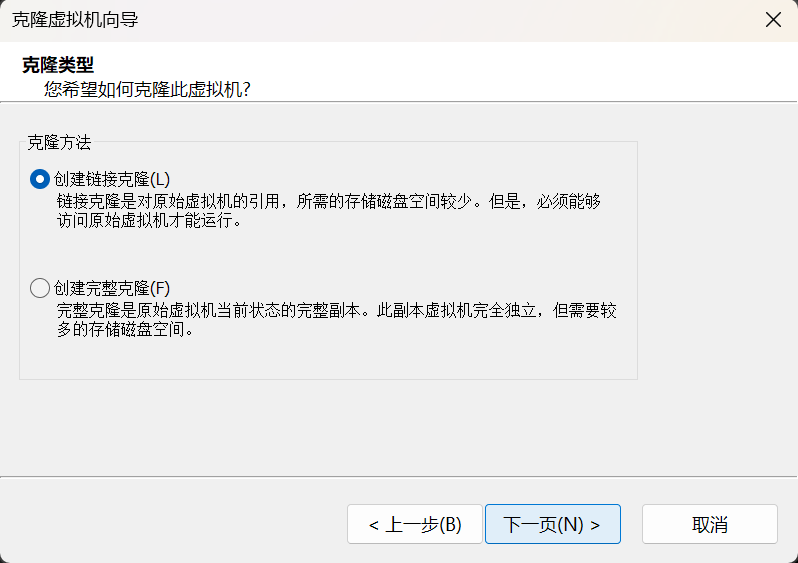 克隆虚拟机向导
克隆类型
您希望如何克隆此虚拟机?
克隆方法
创建链接克隆(L)
链接克隆是对原始虚拟机的引用，所需的存储磁盘空间较少。但是，必须能够
访问原始虚拟机才能运行。
创建完整克隆(F)
完整克隆是原始虚拟机当前状态的完整副本。此副本虚拟机完全独立，但需要较
多的存储磁盘空间。
< 上一步(B)
下一页(N) >
取消